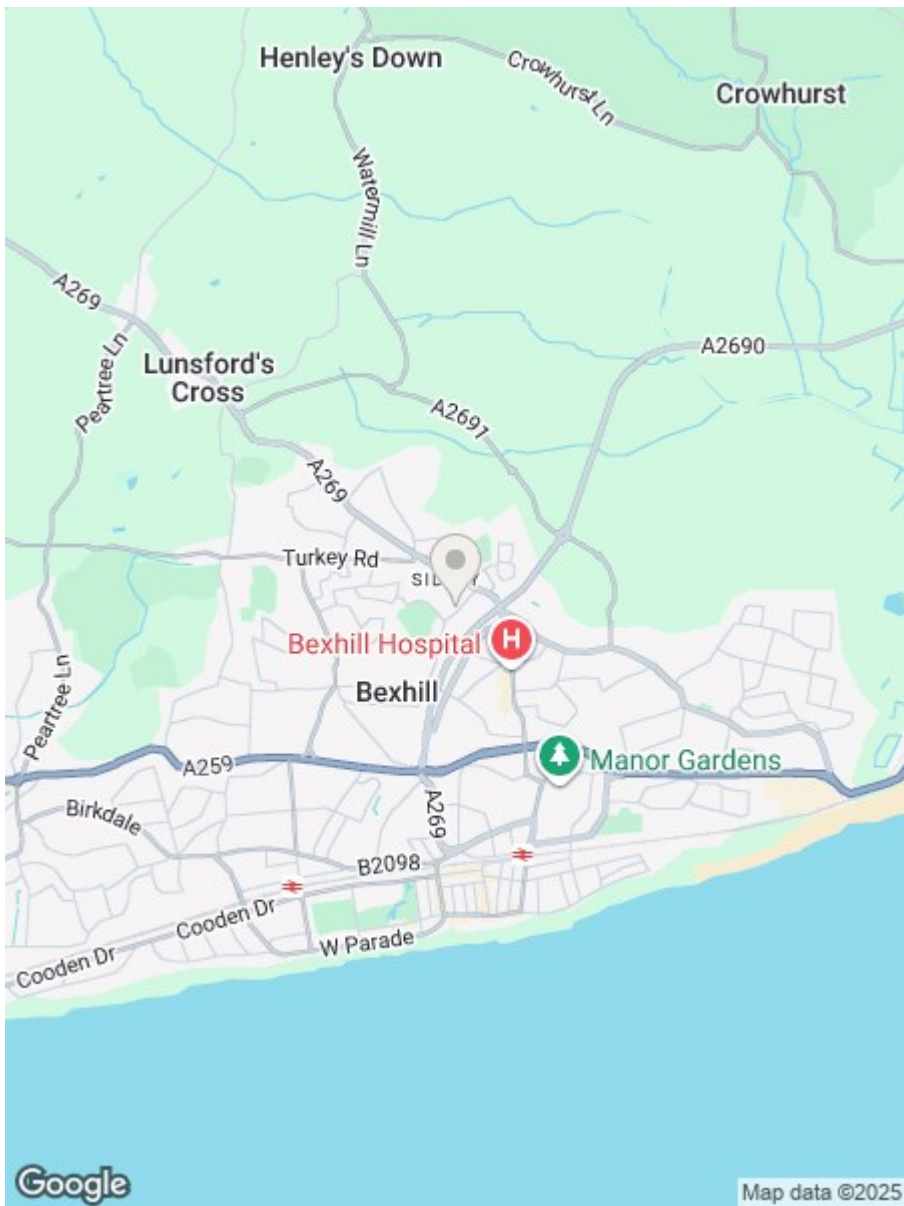 Henley's Down
Crowhurst Ln
Crowhurst
Watermill Ln
A269
A2690
Peartree Ln
Lunsford's
Cross
A2691
A269
Turkey Rd
Bexhill Hospital
H
Bexhill
Peartree Ln
A259
Manor Gardens
Birkdale
A269
B2098
Cooden Dr
Cooden Dr
W Parade
Google
Map data ©2025